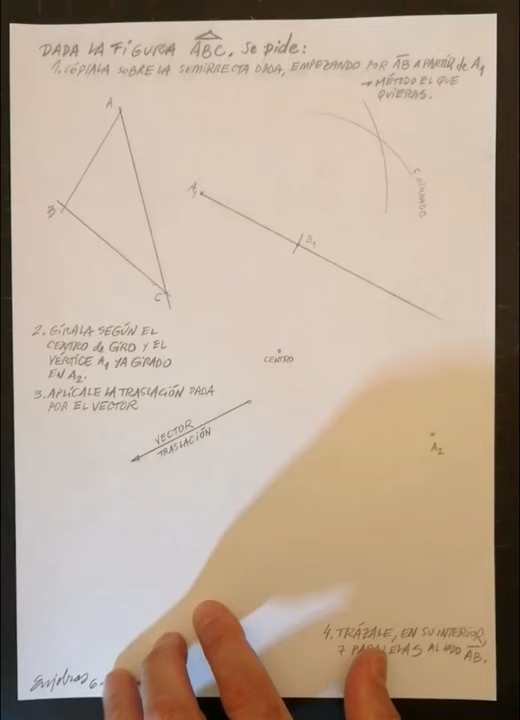 DADA LA FIGURA ABC, Se pide:
1. CÓPIALA SOBRE LA SEMIRRECTA DADA, EMPEZANDO POR AB A PARTIR de A1
→ MÉTODO EL QUE
QUIERAS.
A
B
C
A1
B1
C
2. GÍRALA SEGÚN EL
CENTRO de GIRO Y EL
VÉRTICE A1 YA GIRADO
EN A2.
CENTRO
3. APLÍCALE LA TRASLACIÓN DADA
POR EL VECTOR
VECTOR
TRASLACIÓN
A2
4. TRÁZALE, EN SU INTERIOR,
7 PARALELAS AL LADO AB.
6.